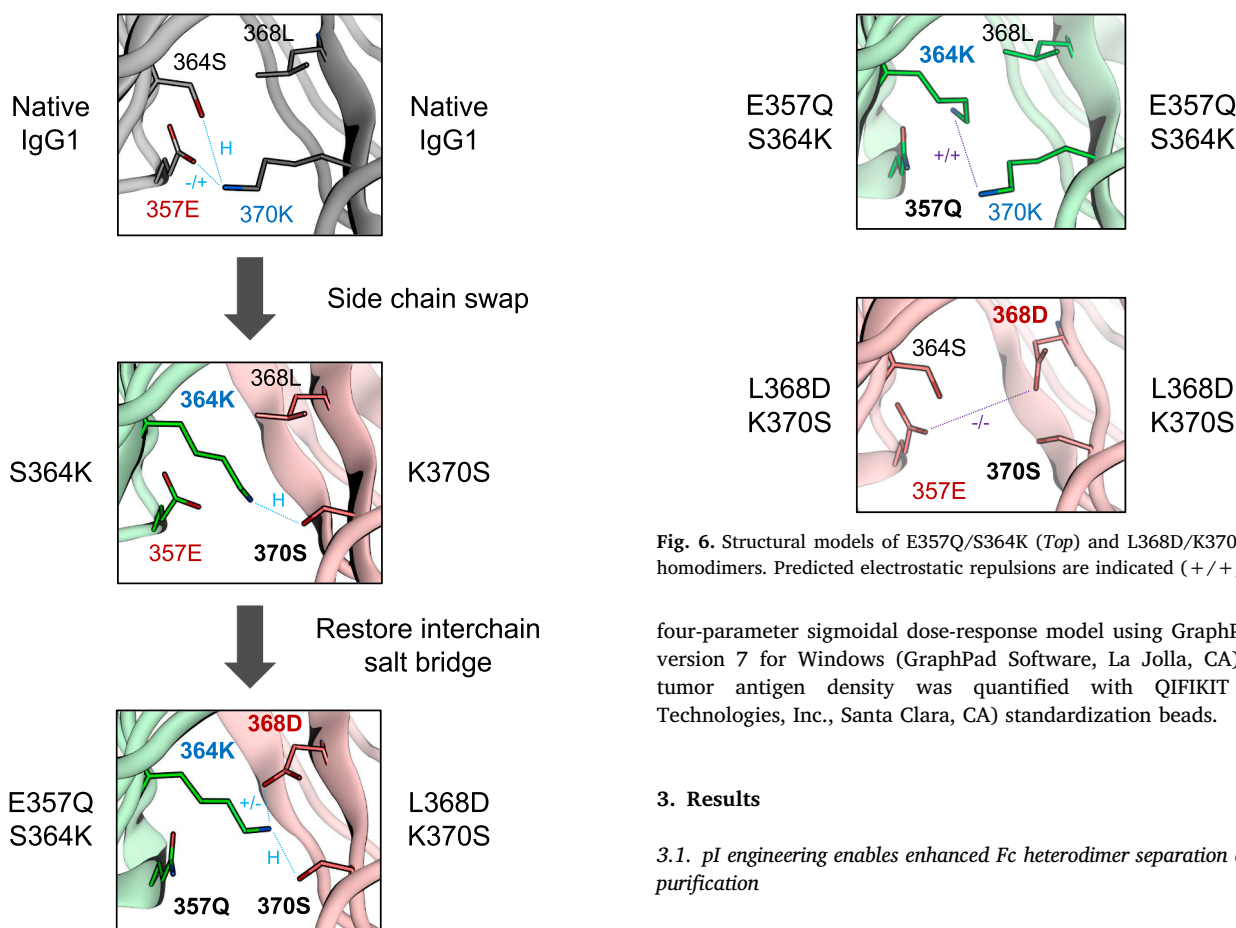 368L
364S
Native
IgG1
Native
IgG1
H
-/+
357E
370K
Side chain swap
364K
368L
S364K
K370S
H
357E
370S
Restore interchain
salt bridge
368D
364K
E357Q
S364K
L368D
K370S
+/-
H
357Q
370S
368L
364K
E357Q
S364K
E357Q
S364K
+/+
357Q
370K
368D
364S
L368D
K370S
L368D
K370S
-/-
370S
357E
Fig. 6. Structural models of E357Q/S364K (Top) and L368D/K370
homodimers. Predicted electrostatic repulsions are indicated (+/+,
four-parameter sigmoidal dose-response model using GraphP
version 7 for Windows (GraphPad Software, La Jolla, CA)
tumor antigen density was quantified with QIFIKIT
Technologies, Inc., Santa Clara, CA) standardization beads.
3. Results
3.1. pI engineering enables enhanced Fc heterodimer separation
purification